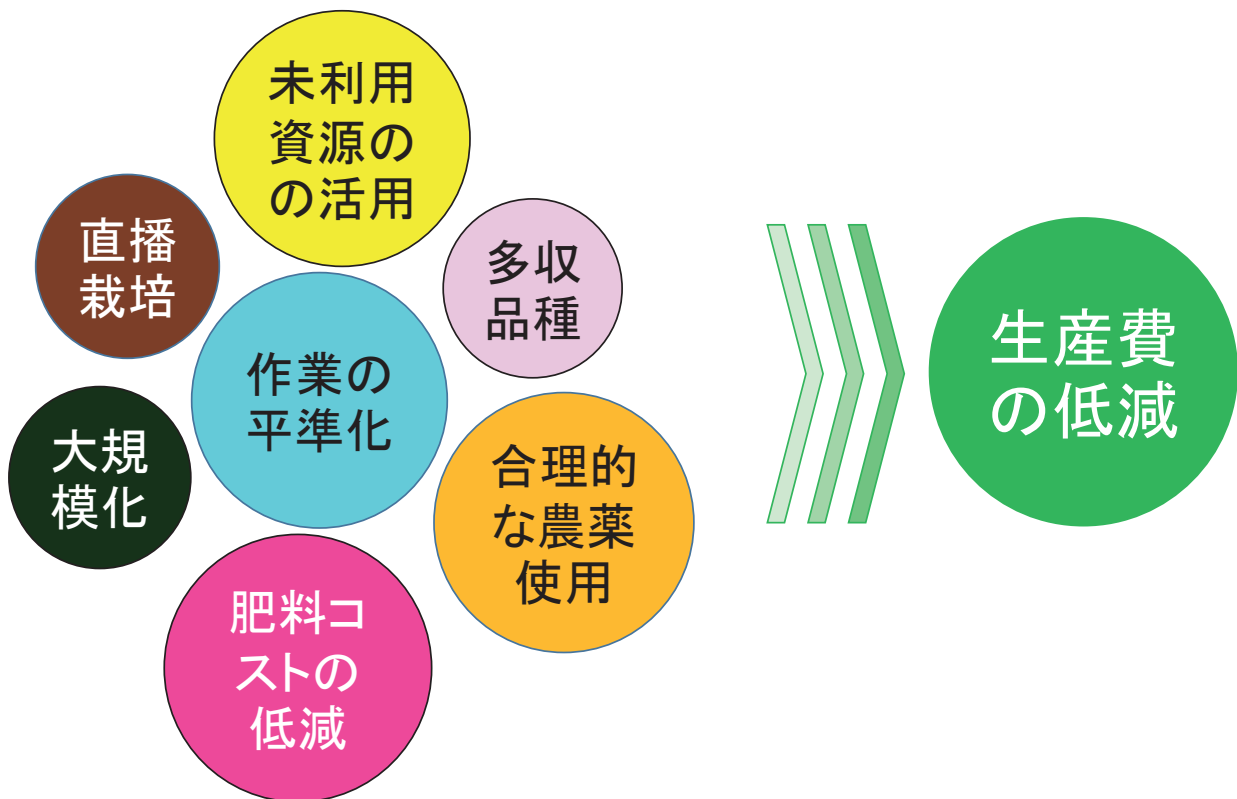 未利用
資源の
の活用
直播
栽培
多収
品種
作業の
平準化
大規
模化
合理的
な農薬
使用
肥料コ
ストの
低減
生産費
の低減